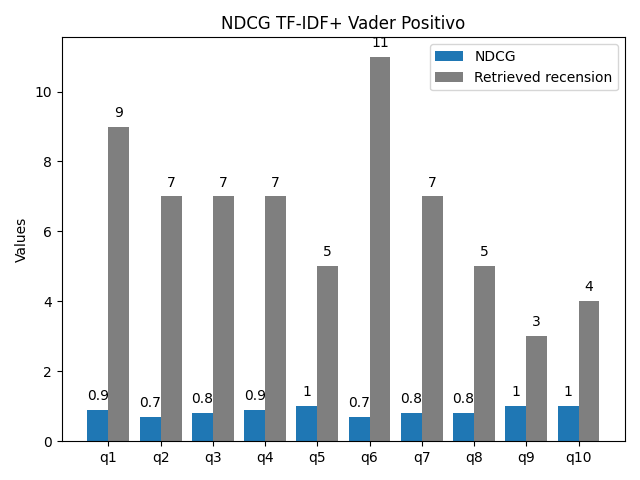 NDCG TF-IDF+ Vader Positivo
NDCG
Retrieved recension
Values
10
8
6
4
2
0
0.9
9
0.7
7
0.8
7
0.9
7
1
5
0.7
11
0.8
7
0.8
5
1
3
1
4
q1
q2
q3
q4
q5
q6
q7
q8
q9
q10